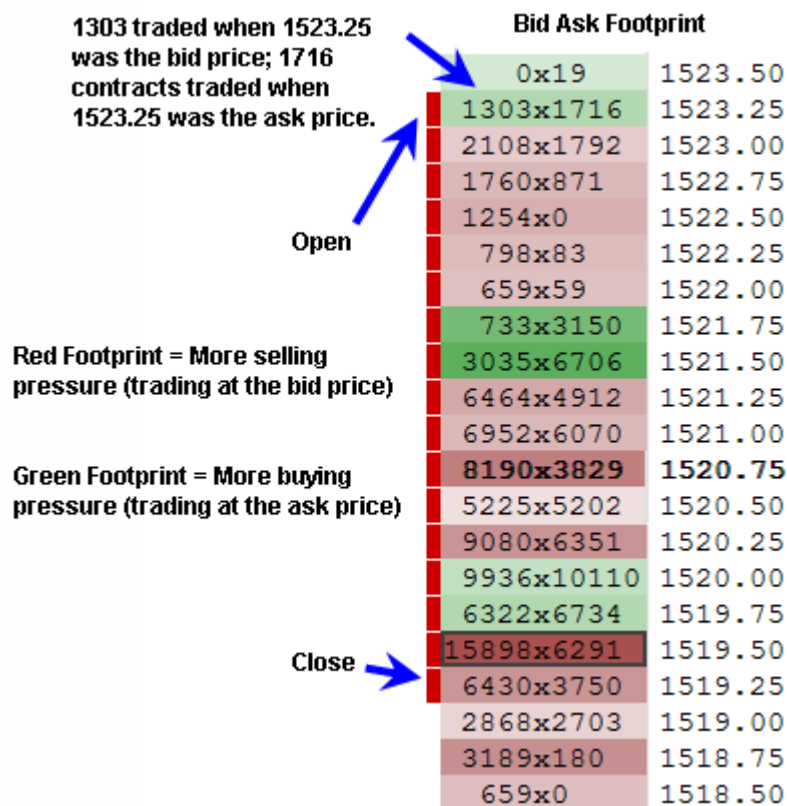 Bid Ask Footprint
1303 traded when 1523.25
was the bid price; 1716
contracts traded when
1523.25 was the ask price.
Open
Red Footprint = More selling
pressure (trading at the bid price)
Green Footprint = More buying
pressure (trading at the ask price)
Close
0x19 1523.50
1303x1716 1523.25
2108x1792 1523.00
1760x871 1522.75
1254x0 1522.50
798x83 1522.25
659x59 1522.00
733x3150 1521.75
3035x6706 1521.50
6464x4912 1521.25
6952x6070 1521.00
8190x3829 1520.75
5225x5202 1520.50
9080x6351 1520.25
9936x10110 1520.00
6322x6734 1519.75
15898x6291 1519.50
6430x3750 1519.25
2868x2703 1519.00
3189x180 1518.75
659x0 1518.50